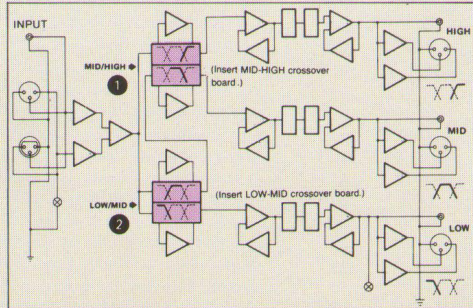 INPUT
HIGH
MID/HIGH
(Insert MID-HIGH crossover
board.)
1
MID
LOW/MID
(Insert LOW-MID crossover board.)
2
LOW